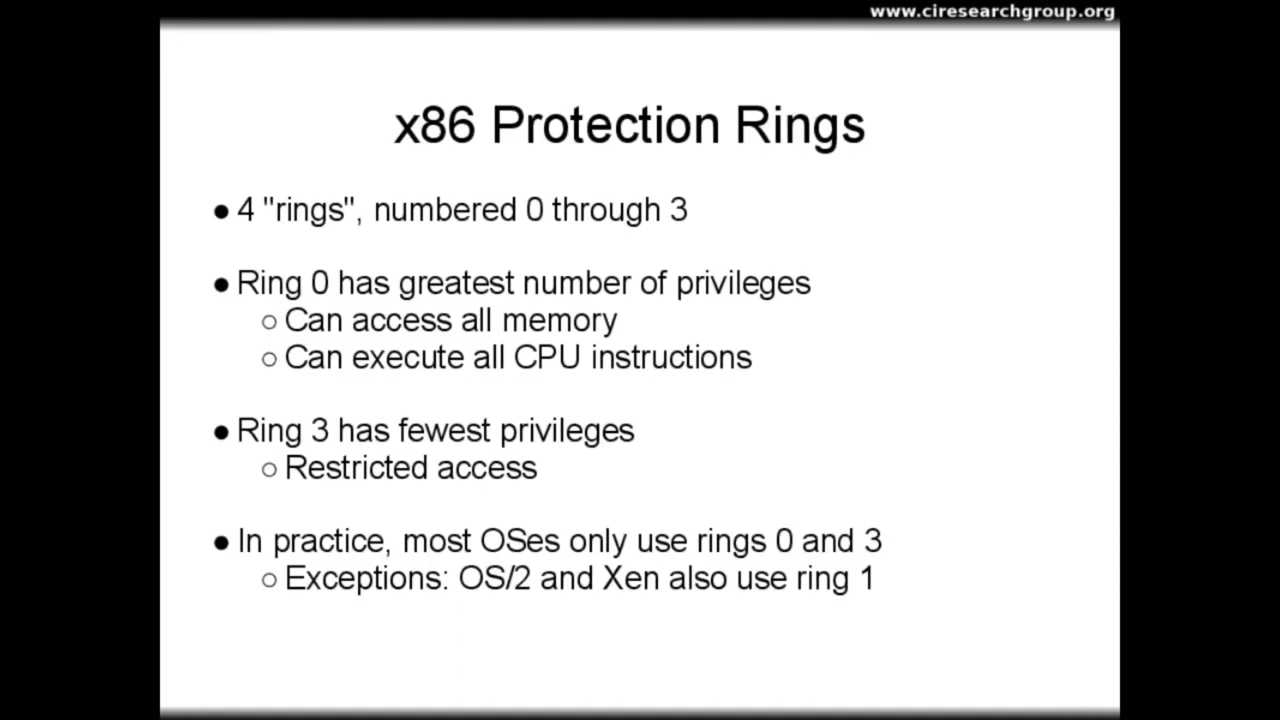 www.ciresearchgroup.org
x86 Protection Rings
● 4 "rings", numbered 0 through 3
● Ring 0 has greatest number of privileges
○ Can access all memory
○ Can execute all CPU instructions
● Ring 3 has fewest privileges
○ Restricted access
● In practice, most OSes only use rings 0 and 3
○ Exceptions: OS/2 and Xen also use ring 1